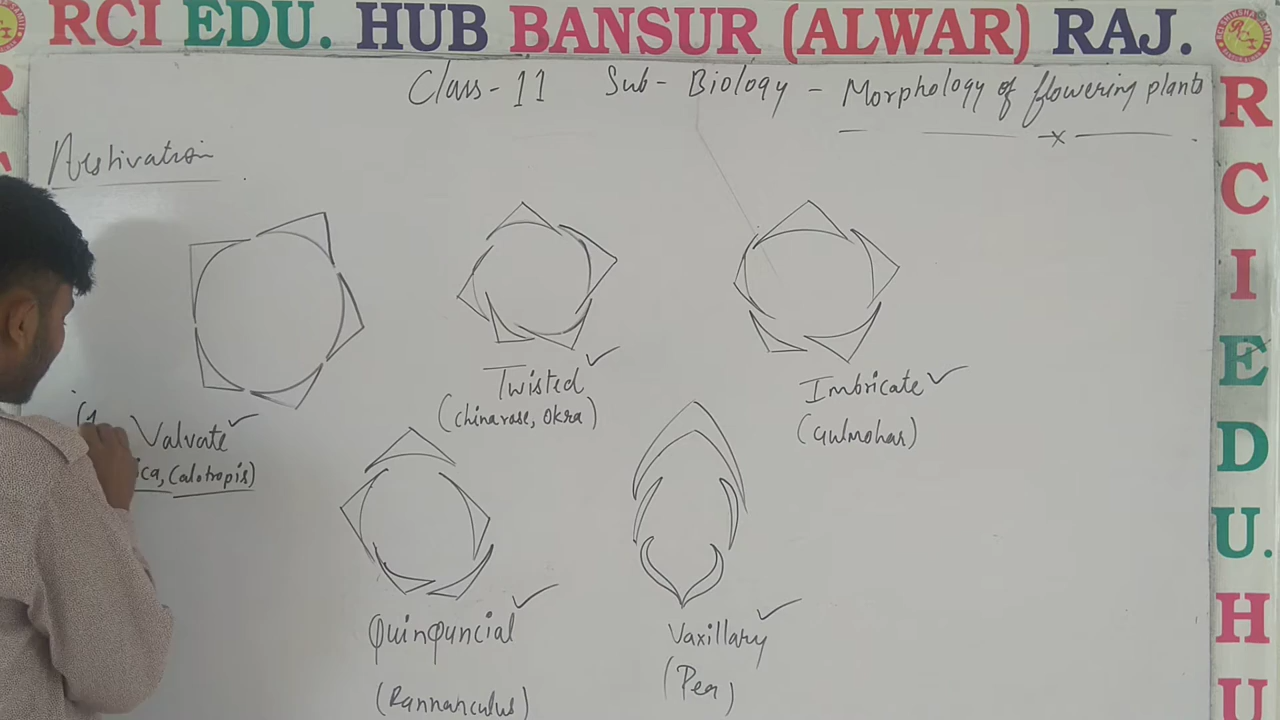 RCI EDU. HUB BANSUR (ALWAR) RAJ.
Class-11 Sub- Biology - Morphology of flowering plants
Aestivation
Valvate
Calotropis)
Twisted
(Chinarose, Okra)
Imbricate
(Gulmohar)
Quinquncial
(Rannanculus)
Vaxillary
(Pea)
R
C
I
E
D
U.
H
U